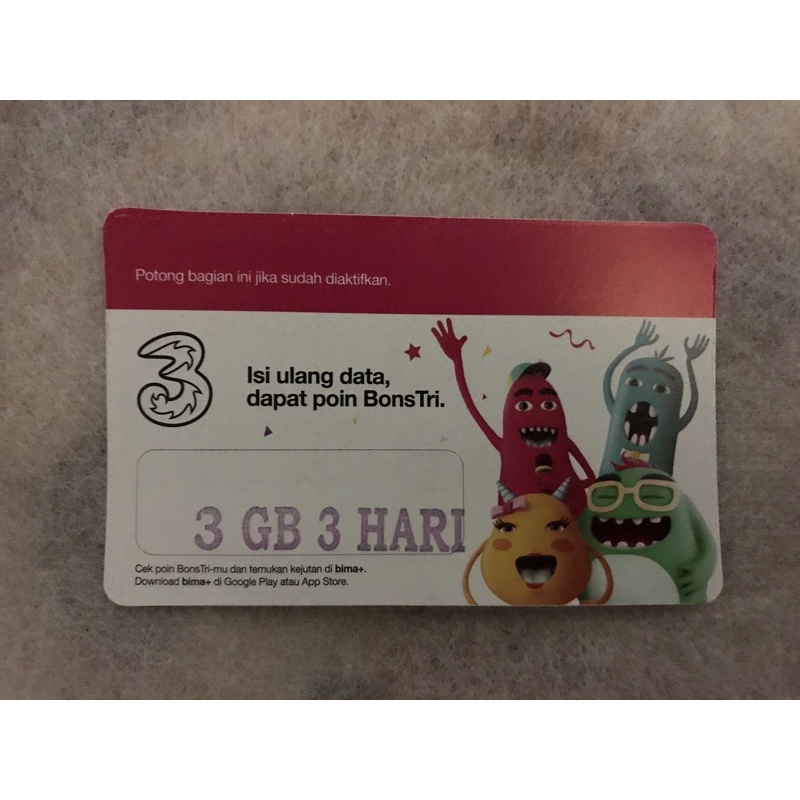 Potong bagian ini jika sudah diaktifkan.
3
Isi ulang data,
dapat poin BonsTri.
3 GB 3 HARI
Cek poin BonsTri-mu dan temukan kejutan di bima+.
Download bima+ di Google Play atau App Store.